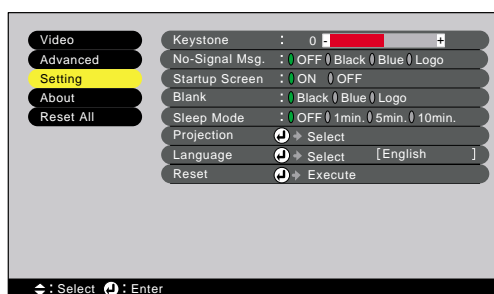 Video
Advanced
Setting
About
Reset All
Keystone : 0 - +
No-Signal Msg. : OFF Black Blue Logo
Startup Screen : ON OFF
Blank : Black Blue Logo
Sleep Mode : OFF 1min. 5min. 10min.
Projection Select
Language Select [English ]
Reset Execute
: Select : Enter